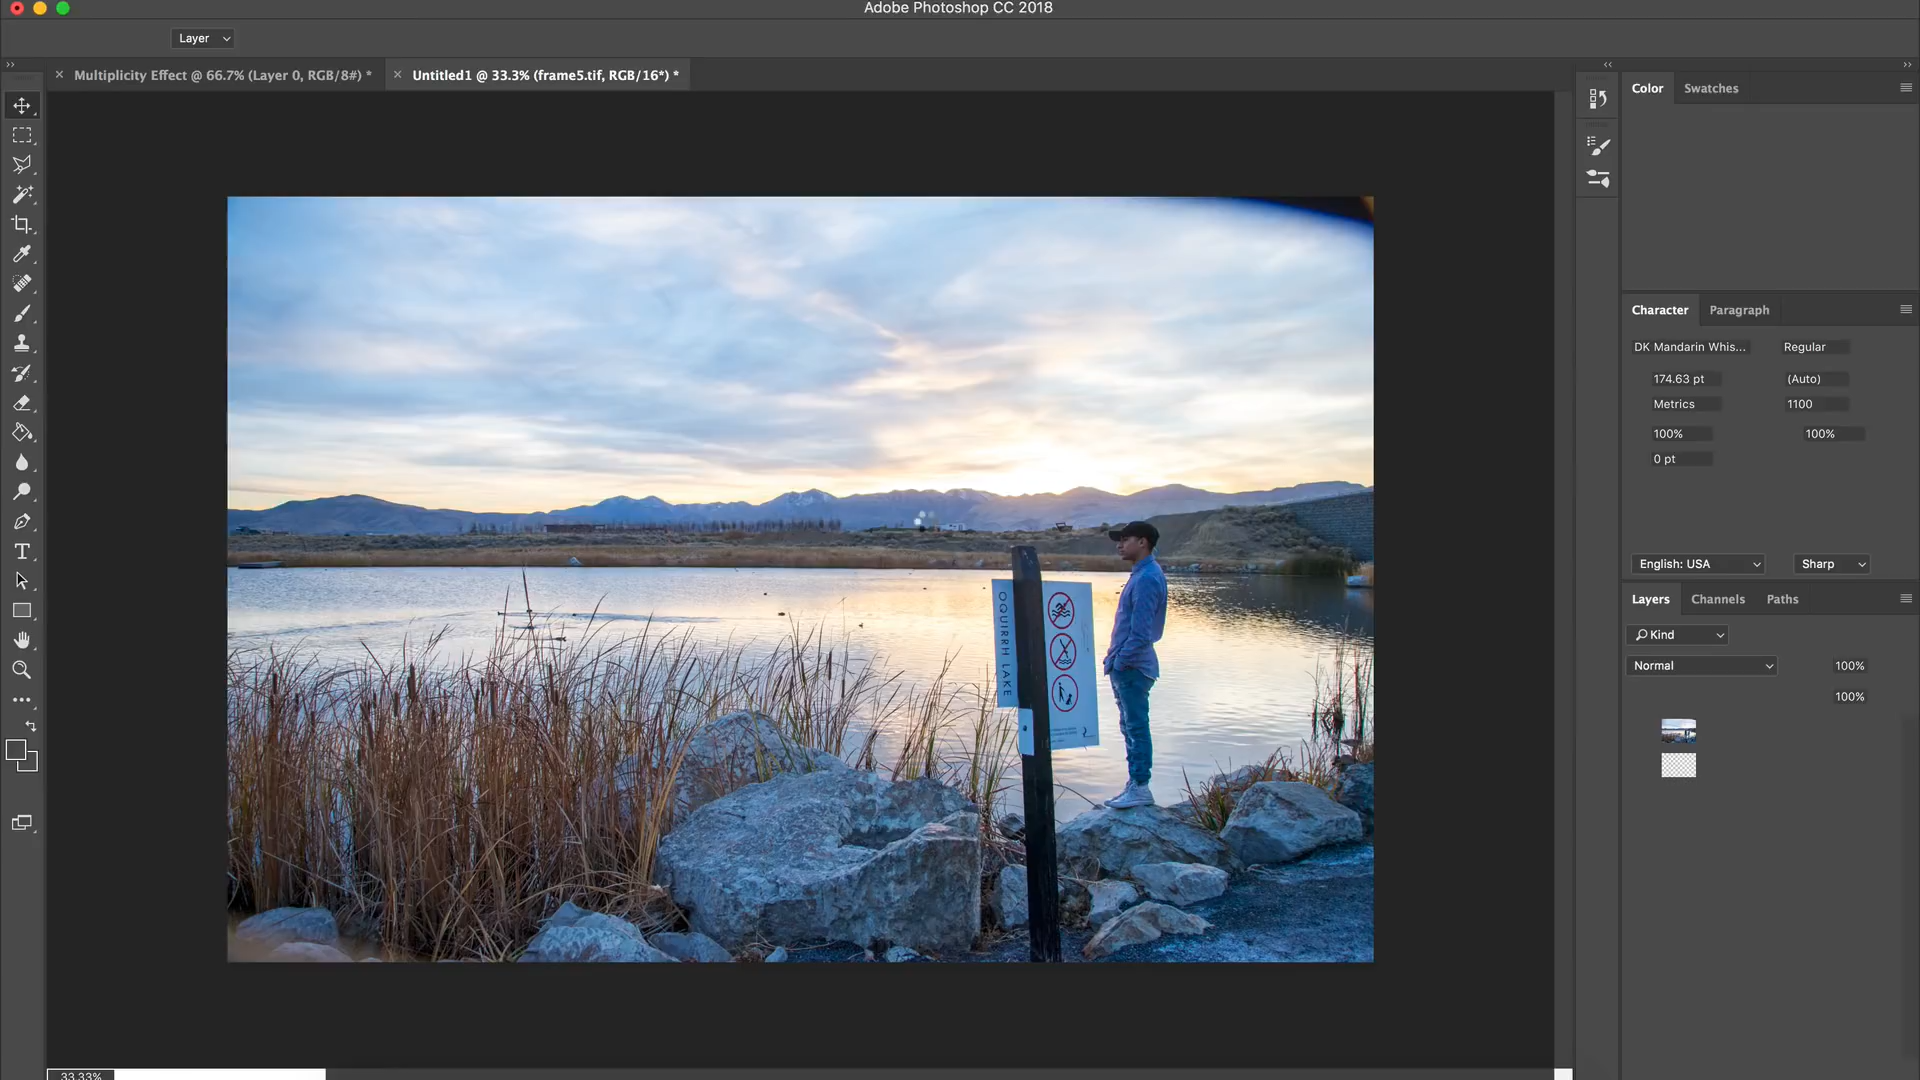 Adobe Photoshop CC 2018
Layer
Multiplicity Effect @ 66.7% (Layer 0, RGB/8#) *
Untitled1 @ 33.3% (frame5.tif, RGB/16*) *
Color
Swatches
Character
Paragraph
DK Mandarin Whis...
Regular
174.63 pt
(Auto)
Metrics
1100
100%
100%
0 pt
English: USA
Sharp
Layers
Channels
Paths
Kind
Normal
100%
100%
OQUIRRH LAKE
33.33%